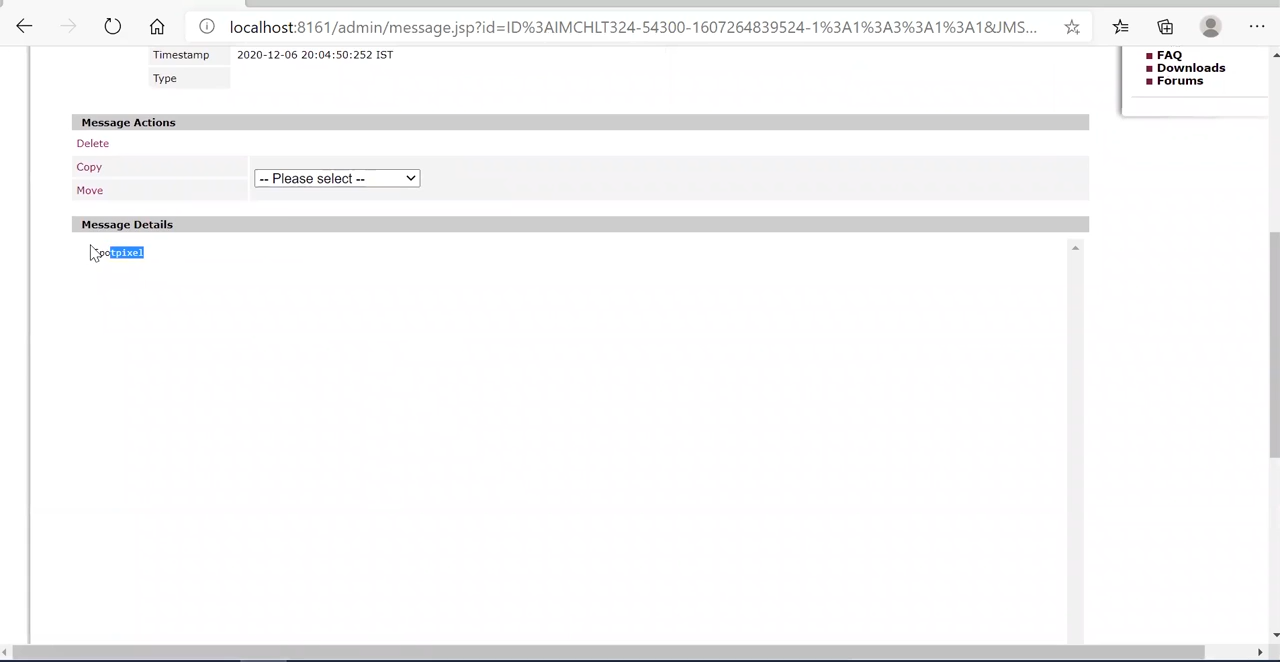 localhost:8161/admin/message.jsp?id=ID%3AIMCHLT324-54300-1607264839524-1%3A1%3A3%3A1%3A1&JMS...
Timestamp 2020-12-06 20:04:50:252 IST
Type
FAQ
Downloads
Forums
Message Actions
Delete
Copy
-- Please select --
Move
Message Details